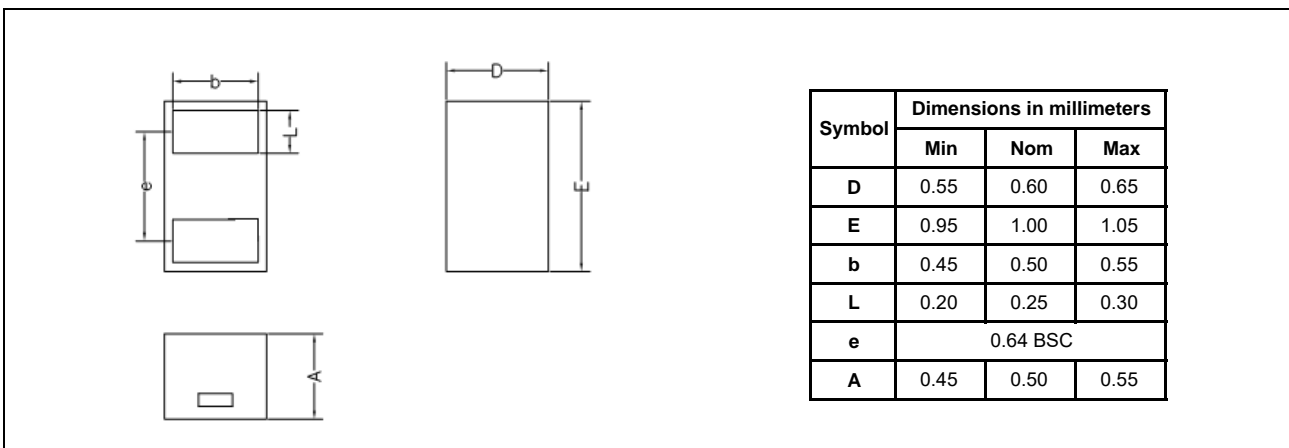 b
D
L
e
E
A
Symbol Dimensions in millimeters
Min Nom Max
D 0.55 0.60 0.65
E 0.95 1.00 1.05
b 0.45 0.50 0.55
L 0.20 0.25 0.30
e 0.64 BSC
A 0.45 0.50 0.55